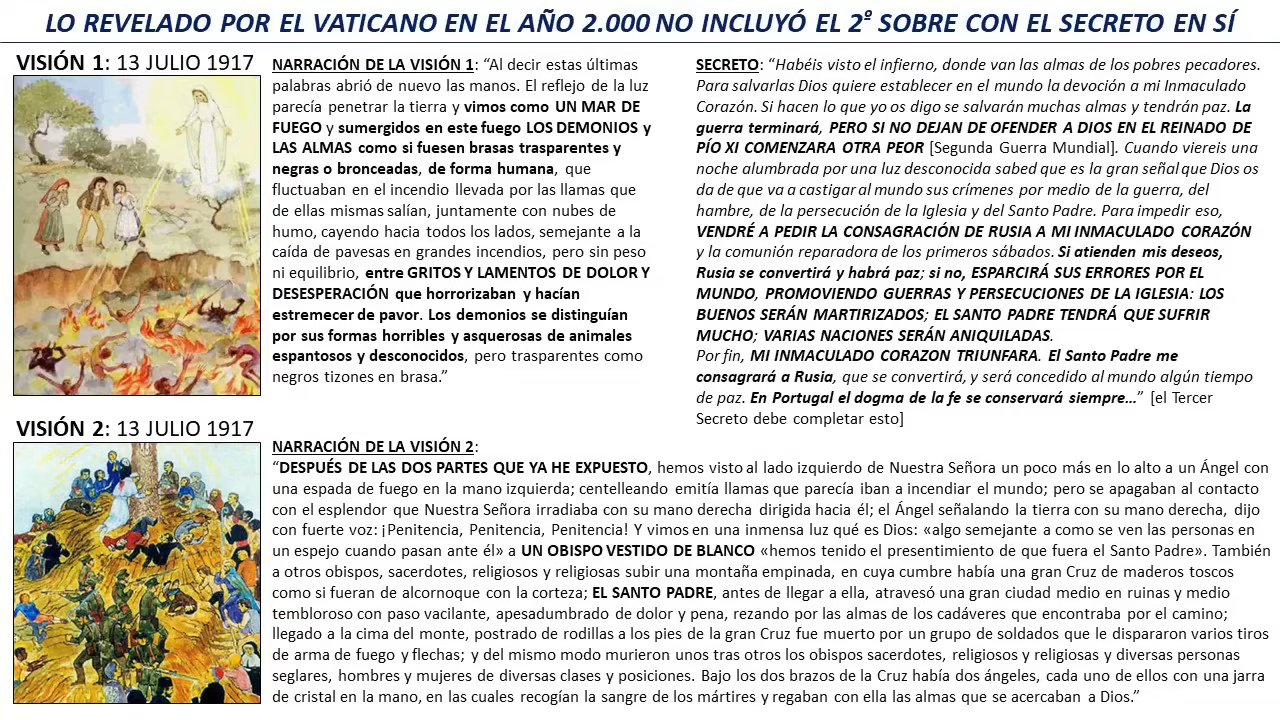 LO REVELADO POR EL VATICANO EN EL AÑO 2.000 NO INCLUYÓ EL 2º SOBRE CON EL SECRETO EN SÍ
VISIÓN 1: 13 JULIO 1917
NARRACIÓN DE LA VISIÓN 1: “Al decir estas últimas
palabras abrió de nuevo las manos. El reflejo de la luz
parecía penetrar la tierra y vimos como UN MAR DE
FUEGO y sumergidos en este fuego LOS DEMONIOS y
LAS ALMAS como si fuesen brasas trasparentes y
negras o bronceadas, de forma humana, que
fluctuaban en el incendio llevada por las llamas que
de ellas mismas salían, juntamente con nubes de
humo, cayendo hacia todos los lados, semejante a la
caída de pavesas en grandes incendios, pero sin peso
ni equilibrio, entre GRITOS Y LAMENTOS DE DOLOR Y
DESESPERACIÓN que horrorizaban y hacían
estremecer de pavor. Los demonios se distinguían
por sus formas horribles y asquerosas de animales
espantosos y desconocidos, pero trasparentes como
negros tizones en brasa.”
SECRETO: “Habéis visto el infierno, donde van las almas de los pobres pecadores.
Para salvarlas Dios quiere establecer en el mundo la devoción a mi Inmaculado
Corazón. Si hacen lo que yo os digo se salvarán muchas almas y tendrán paz. La
guerra terminará, PERO SI NO DEJAN DE OFENDER A DIOS EN EL REINADO DE
PÍO XI COMENZARA OTRA PEOR [Segunda Guerra Mundial]. Cuando viereis una
noche alumbrada por una luz desconocida sabed que es la gran señal que Dios os
da de que va a castigar al mundo sus crímenes por medio de la guerra, del
hambre, de la persecución de la Iglesia y del Santo Padre. Para impedir eso,
VENDRÉ A PEDIR LA CONSAGRACIÓN DE RUSIA A MI INMACULADO CORAZÓN
y la comunión reparadora de los primeros sábados. Si atienden mis deseos,
Rusia se convertirá y habrá paz; si no, ESPARCIRÁ SUS ERRORES POR EL
MUNDO, PROMOVIENDO GUERRAS Y PERSECUCIONES DE LA IGLESIA: LOS
BUENOS SERÁN MARTIRIZADOS; EL SANTO PADRE TENDRÁ QUE SUFRIR
MUCHO; VARIAS NACIONES SERÁN ANIQUILADAS.
Por fin, MI INMACULADO CORAZON TRIUNFARA. El Santo Padre me
consagrará a Rusia, que se convertirá, y será concedido al mundo algún tiempo
de paz. En Portugal el dogma de la fe se conservará siempre…” [el Tercer
Secreto debe completar esto]
VISIÓN 2: 13 JULIO 1917
NARRACIÓN DE LA VISIÓN 2:
“DESPUÉS DE LAS DOS PARTES QUE YA HE EXPUESTO, hemos visto al lado izquierdo de Nuestra Señora un poco más en lo alto a un Ángel con
una espada de fuego en la mano izquierda; centelleando emitía llamas que parecía iban a incendiar el mundo; pero se apagaban al contacto
con el esplendor que Nuestra Señora irradiaba con su mano derecha dirigida hacia él; el Ángel señalando la tierra con su mano derecha, dijo
con fuerte voz: ¡Penitencia, Penitencia, Penitencia! Y vimos en una inmensa luz qué es Dios: «algo semejante a como se ven las personas en
un espejo cuando pasan ante él» a UN OBISPO VESTIDO DE BLANCO «hemos tenido el presentimiento de que fuera el Santo Padre». También
a otros obispos, sacerdotes, religiosos y religiosas subir una montaña empinada, en cuya cumbre había una gran Cruz de maderos toscos
como si fueran de alcornoque con la corteza; EL SANTO PADRE, antes de llegar a ella, atravesó una gran ciudad medio en ruinas y medio
tembloroso con paso vacilante, apesadumbrado de dolor y pena, rezando por las almas de los cadáveres que encontraba por el camino;
llegado a la cima del monte, postrado de rodillas a los pies de la gran Cruz fue muerto por un grupo de soldados que le dispararon varios tiros
de arma de fuego y flechas; y del mismo modo murieron unos tras otros los obispos sacerdotes, religiosos y religiosas y diversas personas
seglares, hombres y mujeres de diversas clases y posiciones. Bajo los dos brazos de la Cruz había dos ángeles, cada uno de ellos con una jarra
de cristal en la mano, en las cuales recogían la sangre de los mártires y regaban con ella las almas que se acercaban a Dios.”